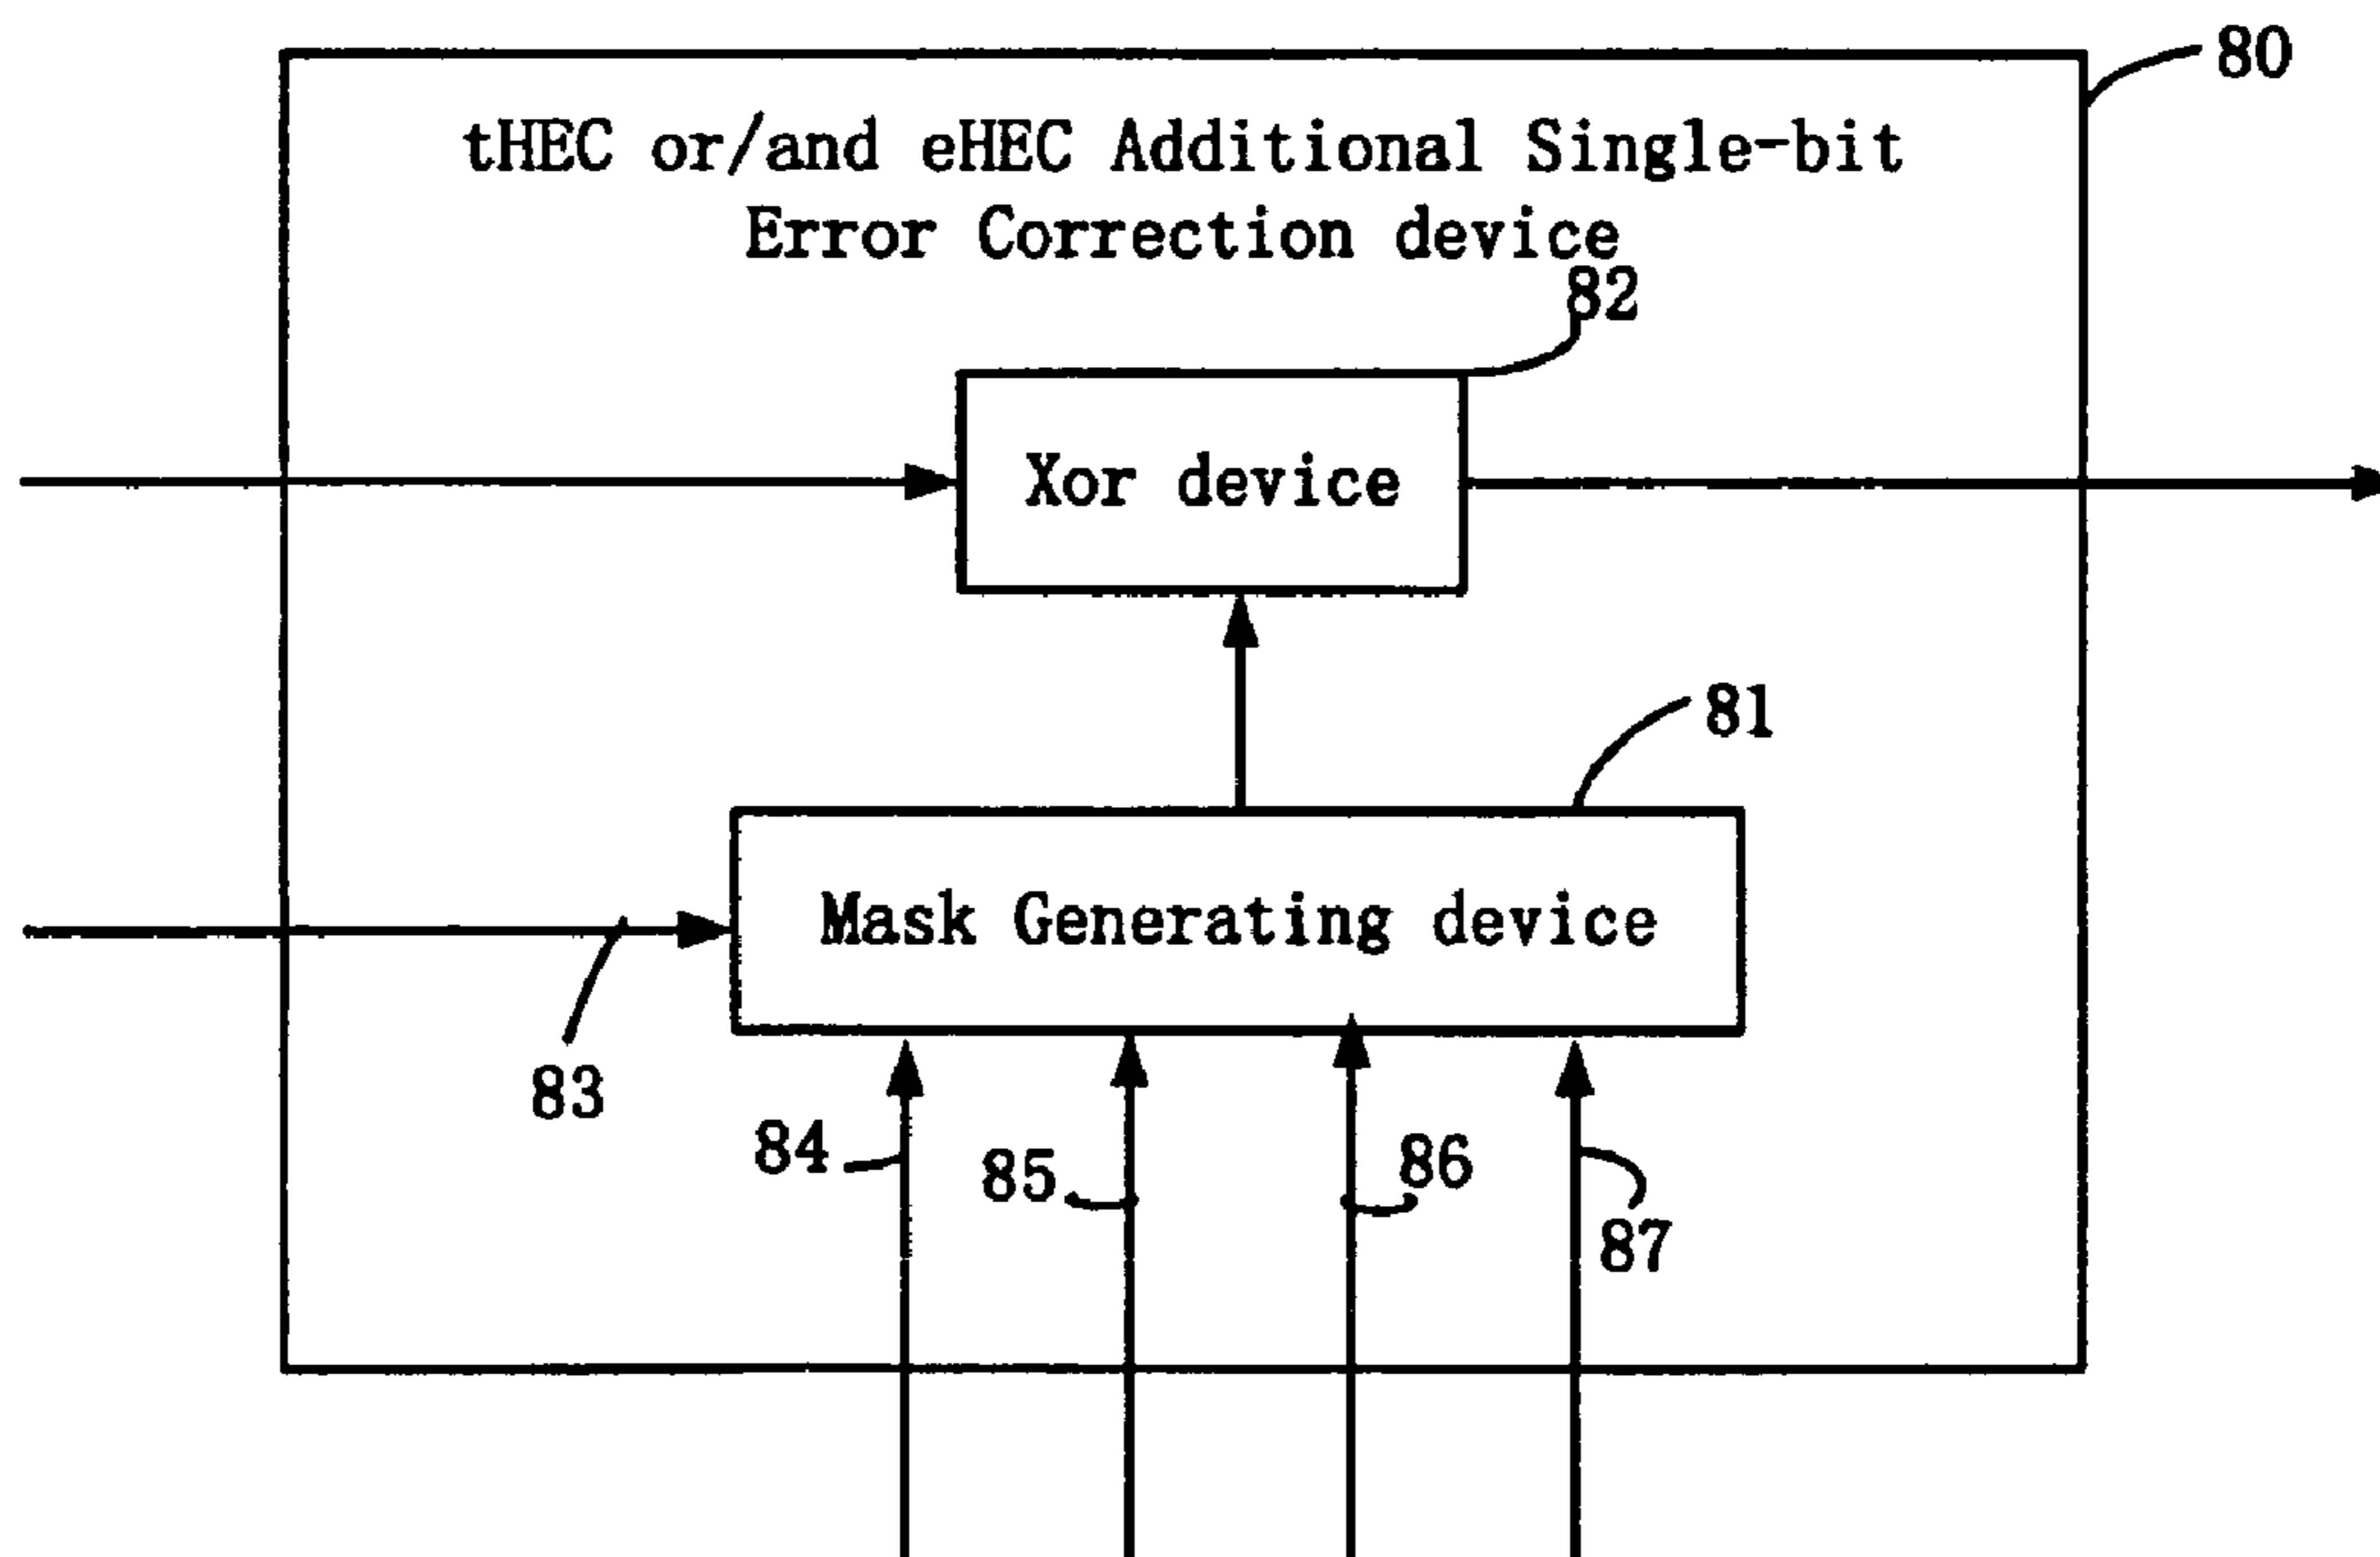 80
tHEC or/and eHEC Additional Single-bit
Error Correction device
82
Xor device
81
Mask Generating device
83
84
85
86
87